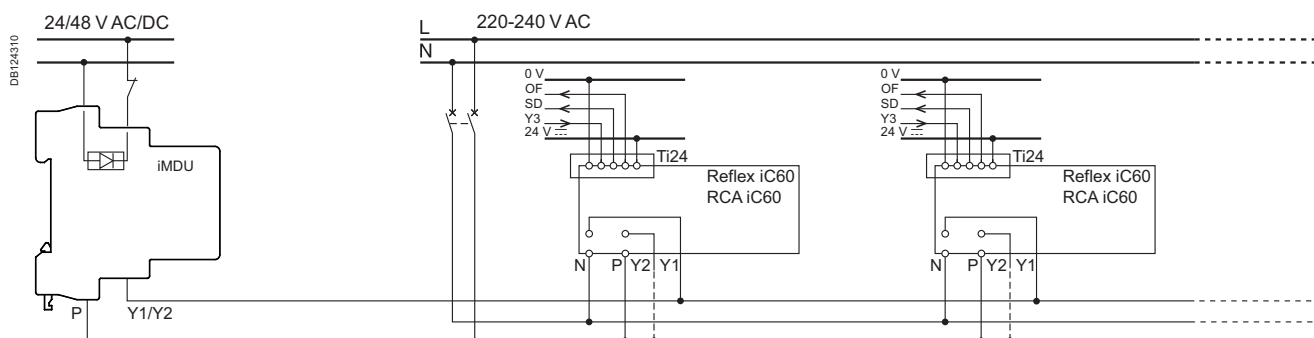 24/48 V AC/DC
L 220-240 V AC
N
DB124310
0 V
OF
SD
Y3
24 V
Ti24
Reflex iC60
RCA iC60
N P Y2 Y1
0 V
OF
SD
Y3
24 V
Ti24
Reflex iC60
RCA iC60
N P Y2 Y1
iMDU
P Y1/Y2